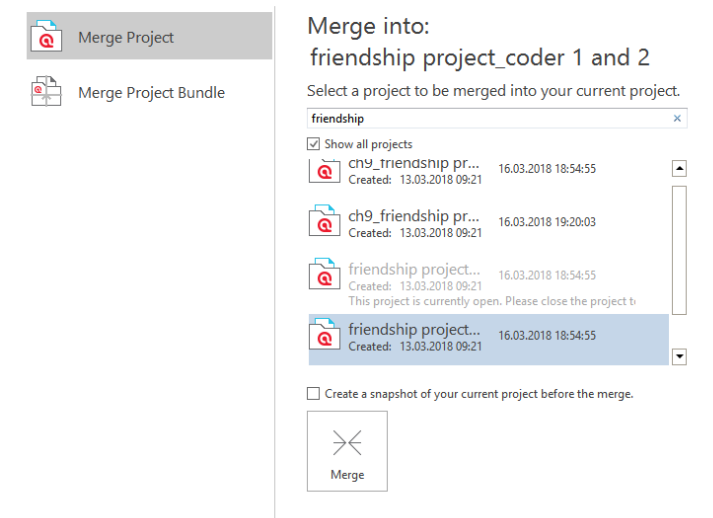 Merge Project
Merge Project Bundle
Merge into:
friendship project_coder 1 and 2
Select a project to be merged into your current project.
friendship
Show all projects
ch9_friendship pr...
Created: 13.03.2018 09:21
16.03.2018 18:54:55
ch9_friendship pr...
Created: 13.03.2018 09:21
16.03.2018 19:20:03
friendship project...
Created: 13.03.2018 09:21
16.03.2018 18:54:55
This project is currently open. Please close the project t
friendship project...
Created: 13.03.2018 09:21
16.03.2018 18:54:55
Create a snapshot of your current project before the merge.
Merge